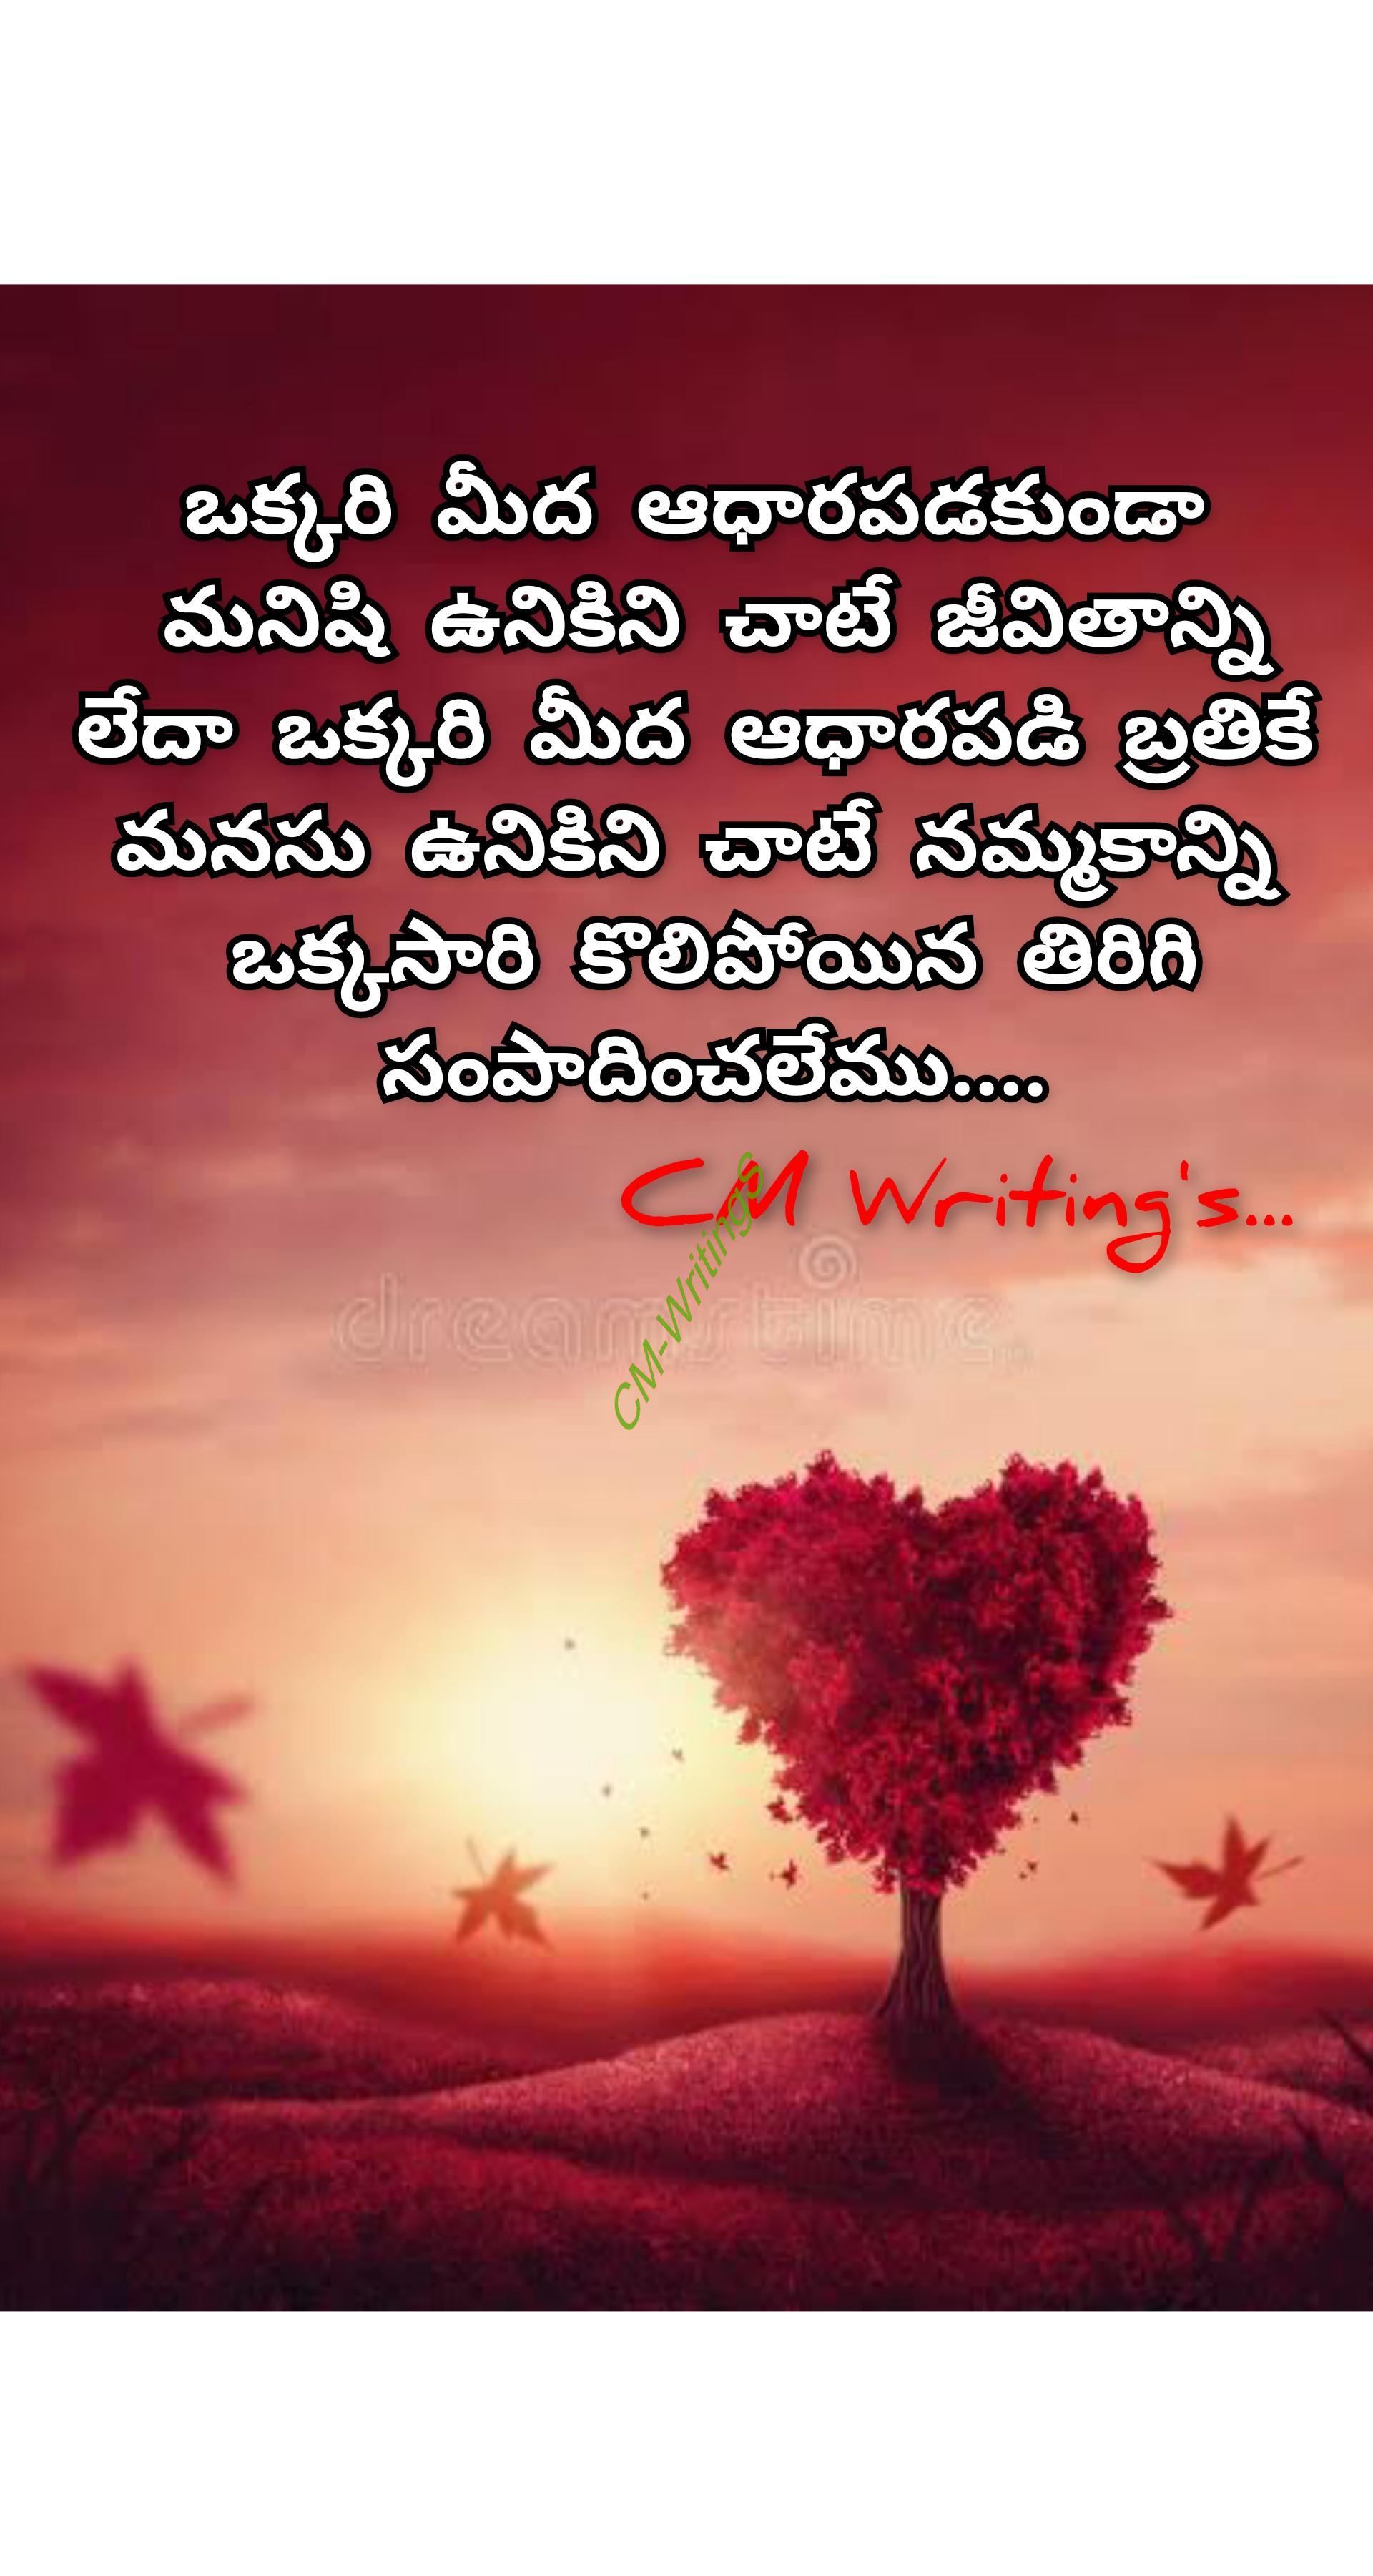 ఒక్కరి మీద ఆధారపడకుండా
మనిషి ఉనికిని చాటే జీవితాన్ని
లేదా ఒక్కరి మీద ఆధారపడి బ్రతికే
మనసు ఉనికిని చాటే నమ్మకాన్ని
ఒక్కసారి కొలిపోయిన తిరిగి
సంపాదించలేము....
CM Writing's...
CM-Writings
dreamstime.